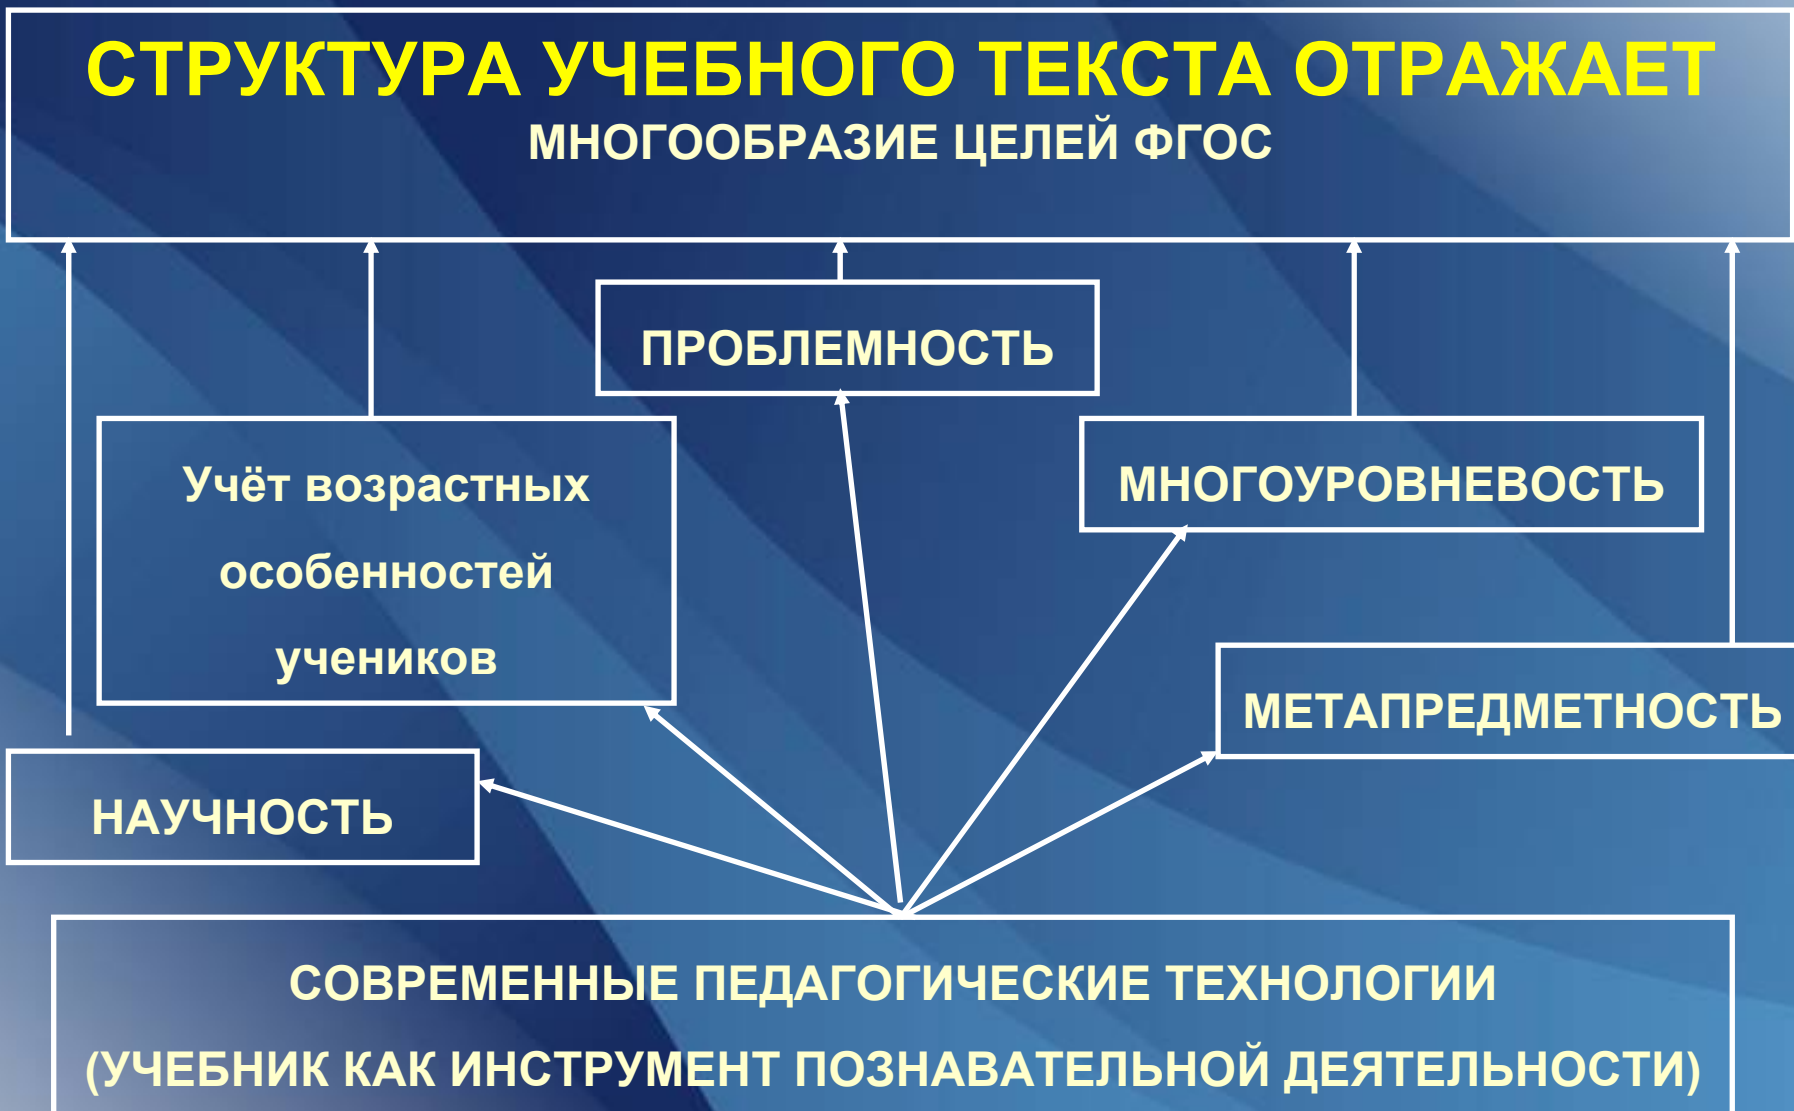 СТРУКТУРА УЧЕБНОГО ТЕКСТА ОТРАЖАЕТ
МНОГООБРАЗИЕ ЦЕЛЕЙ ФГОС
ПРОБЛЕМНОСТЬ
Учёт возрастных
особенностей
учеников
МНОГОУРОВНЕВОСТЬ
МЕТАПРЕДМЕТНОСТЬ
НАУЧНОСТЬ
СОВРЕМЕННЫЕ ПЕДАГОГИЧЕСКИЕ ТЕХНОЛОГИИ
(УЧЕБНИК КАК ИНСТРУМЕНТ ПОЗНАВАТЕЛЬНОЙ ДЕЯТЕЛЬНОСТИ)